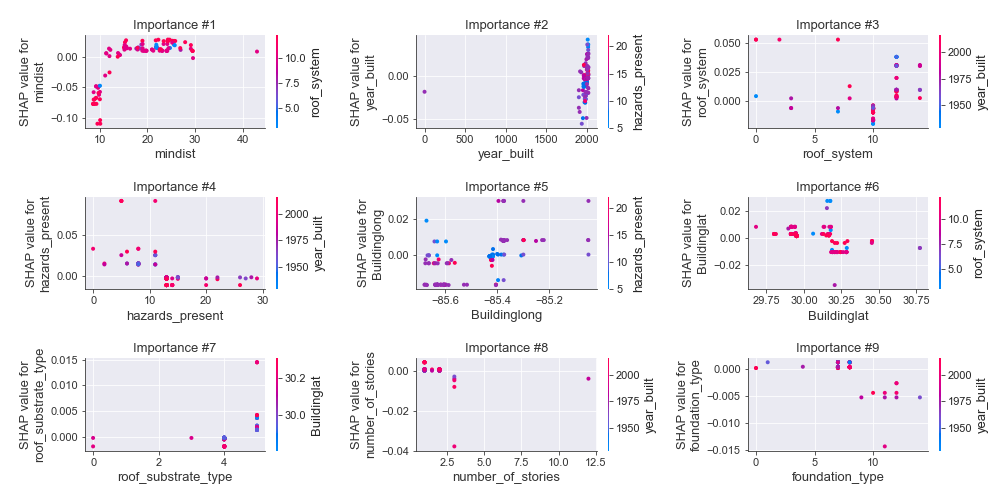 Importance #1
SHAP value for
mindist
0.00
−0.05
−0.10
10
20
30
40
mindist
10.0
7.5
5.0
roof_system
Importance #2
SHAP value for
year_built
0.00
−0.05
0
500
1000
1500
2000
year_built
20
15
10
5
hazards_present
Importance #3
SHAP value for
roof_system
0.050
0.025
0.000
0
5
10
roof_system
2000
1975
1950
year_built
Importance #4
SHAP value for
hazards_present
0.05
0.00
0
10
20
30
hazards_present
2000
1975
1950
year_built
Importance #5
SHAP value for
Buildinglong
0.02
0.00
−85.6
−85.4
−85.2
Buildinglong
20
15
10
5
hazards_present
Importance #6
SHAP value for
Buildinglat
0.02
0.00
−0.02
29.75
30.00
30.25
30.50
30.75
Buildinglat
10.0
7.5
5.0
roof_system
Importance #7
SHAP value for
roof_substrate_type
0.015
0.010
0.005
0.000
0
2
4
roof_substrate_type
30.2
30.0
Buildinglat
Importance #8
SHAP value for
number_of_stories
0.00
−0.02
−0.04
2.5
5.0
7.5
10.0
12.5
number_of_stories
2000
1975
1950
year_built
Importance #9
SHAP value for
foundation_type
0.000
−0.005
−0.010
−0.015
0
5
10
foundation_type
2000
1975
1950
year_built